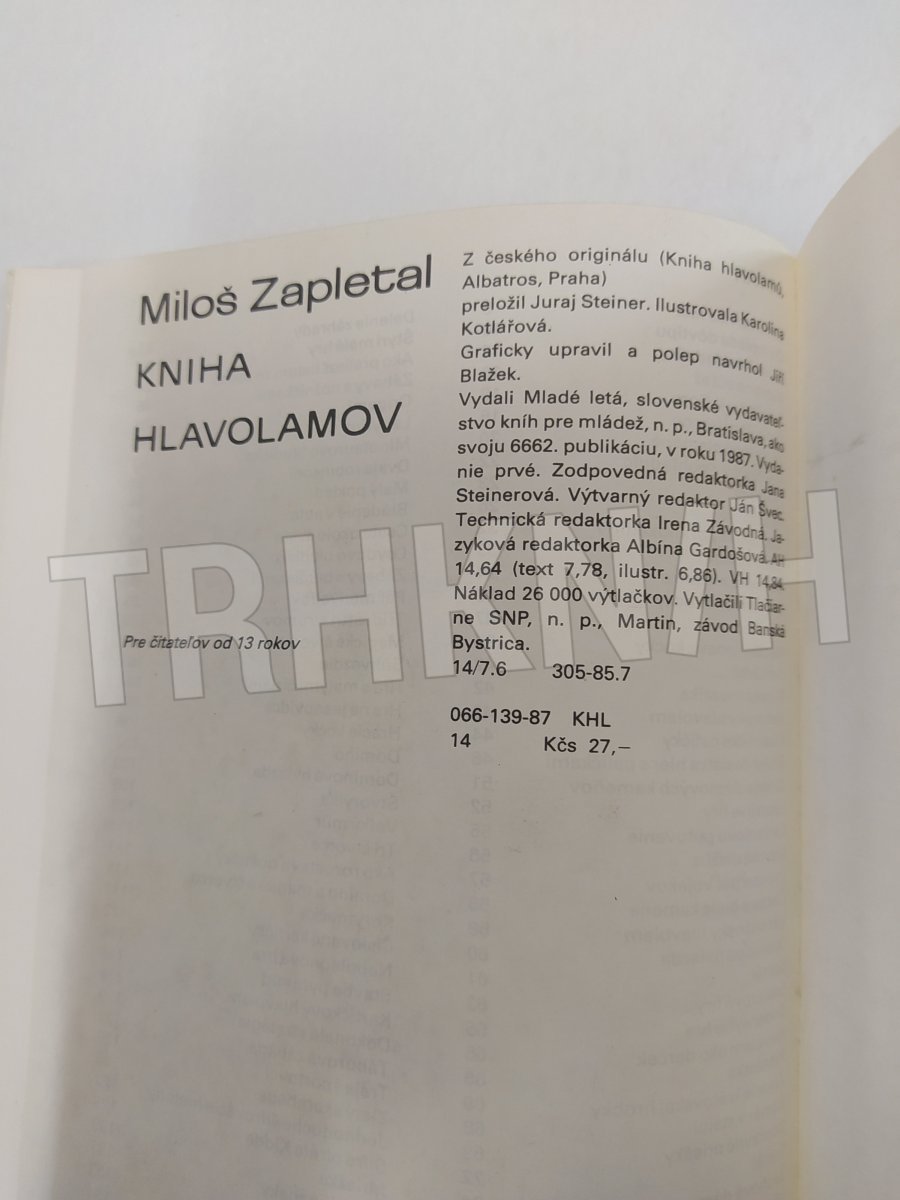 Miloš Zapletal
KNIHA
HLAVOLAMOV
Pre čitateľov od 13 rokov
Z českého originálu (Kniha hlavolamů,
Albatros, Praha)
preložil Juraj Steiner. Ilustrovala Karolina
Kotlářová.
Graficky upravil a polep navrhol Jiří
Blažek.
Vydali Mladé letá, slovenské vydavateľ-
stvo kníh pre mládež, n. p., Bratislava, ako
svoju 6662. publikáciu, v roku 1987. Vyda-
nie prvé. Zodpovedná redaktorka Jana
Steinerová. Výtvarný redaktor Ján Švec.
Technická redaktorka Irena Závodná. Ja-
zyková redaktorka Albína Gardošová. AH
14,64 (text 7,78, ilustr. 6,86). VH 14,84.
Náklad 26 000 výtlačkov. Vytlačili Tlačiar-
ne SNP, n. p., Martin, závod Banská
Bystrica.
14/7.6 305-85.7
066-139-87 KHL
14 Kčs 27,–
TRHKNIH